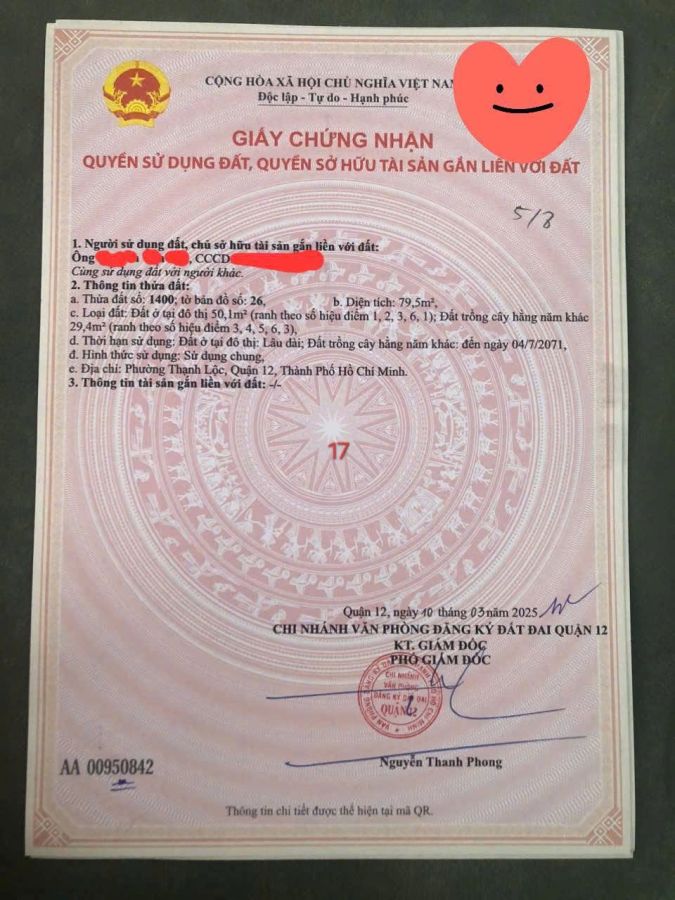 CỘNG HÒA XÃ HỘI CHỦ NGHĨA VIỆT NAM
Độc lập - Tự do - Hạnh phúc
GIẤY CHỨNG NHẬN
QUYỀN SỬ DỤNG ĐẤT, QUYỀN SỞ HỮU TÀI SẢN GẮN LIỀN VỚI ĐẤT
5/8
1. Người sử dụng đất, chủ sở hữu tài sản gắn liền với đất:
Ông , CCCD
Cùng sử dụng đất với người khác.
2. Thông tin thửa đất:
a. Thửa đất số: 1400; tờ bản đồ số: 26, b. Diện tích: 79,5m²,
c. Loại đất: Đất ở tại đô thị 50,1m² (ranh theo số hiệu điểm 1, 2, 3, 6, 1); Đất trồng cây hằng năm khác
29,4m² (ranh theo số hiệu điểm 3, 4, 5, 6, 3),
d. Thời hạn sử dụng: Đất ở tại đô thị: Lâu dài; Đất trồng cây hằng năm khác: đến ngày 04/7/2071,
đ. Hình thức sử dụng: Sử dụng chung,
e. Địa chỉ: Phường Thạnh Lộc, Quận 12, Thành Phố Hồ Chí Minh.
3. Thông tin tài sản gắn liền với đất: -/-
17
Quận 12, ngày 10 tháng 03 năm 2025
CHI NHÁNH VĂN PHÒNG ĐĂNG KÝ ĐẤT ĐAI QUẬN 12
KT. GIÁM ĐỐC
PHÓ GIÁM ĐỐC
CHI NHÁNH
VĂN PHÒNG
ĐĂNG KÝ ĐẤT ĐAI
QUẬN 12
Nguyễn Thanh Phong
AA 00950842
Thông tin chi tiết được thể hiện tại mã QR.